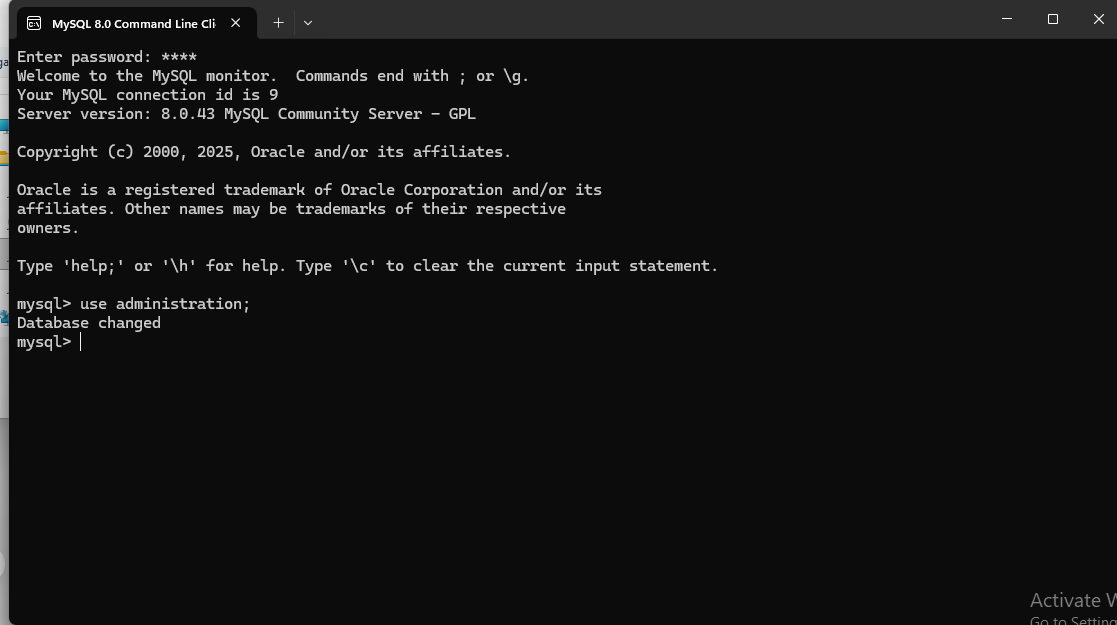 MySQL 8.0 Command Line Cli
Enter password: ****
Welcome to the MySQL monitor.  Commands end with ; or \g.
Your MySQL connection id is 9
Server version: 8.0.43 MySQL Community Server - GPL
Copyright (c) 2000, 2025, Oracle and/or its affiliates.
Oracle is a registered trademark of Oracle Corporation and/or its
affiliates. Other names may be trademarks of their respective
owners.
Type 'help;' or '\h' for help. Type '\c' to clear the current input statement.
mysql> use administration;
Database changed
mysql>
Activate W
Go to Setting